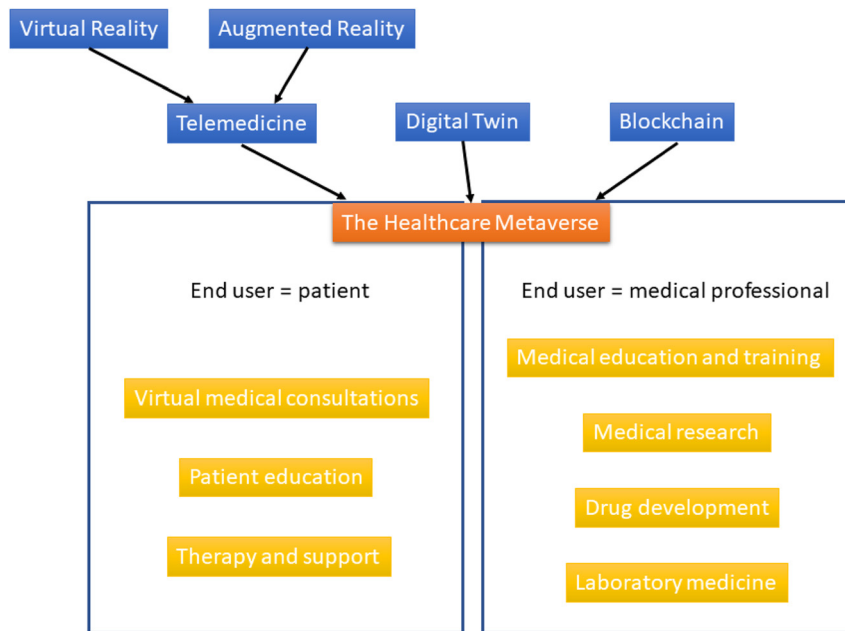 Virtual Reality
Augmented Reality
Telemedicine
Digital Twin
Blockchain
The Healthcare Metaverse
End user = patient
Virtual medical consultations
Patient education
Therapy and support
End user = medical professional
Medical education and training
Medical research
Drug development
Laboratory medicine